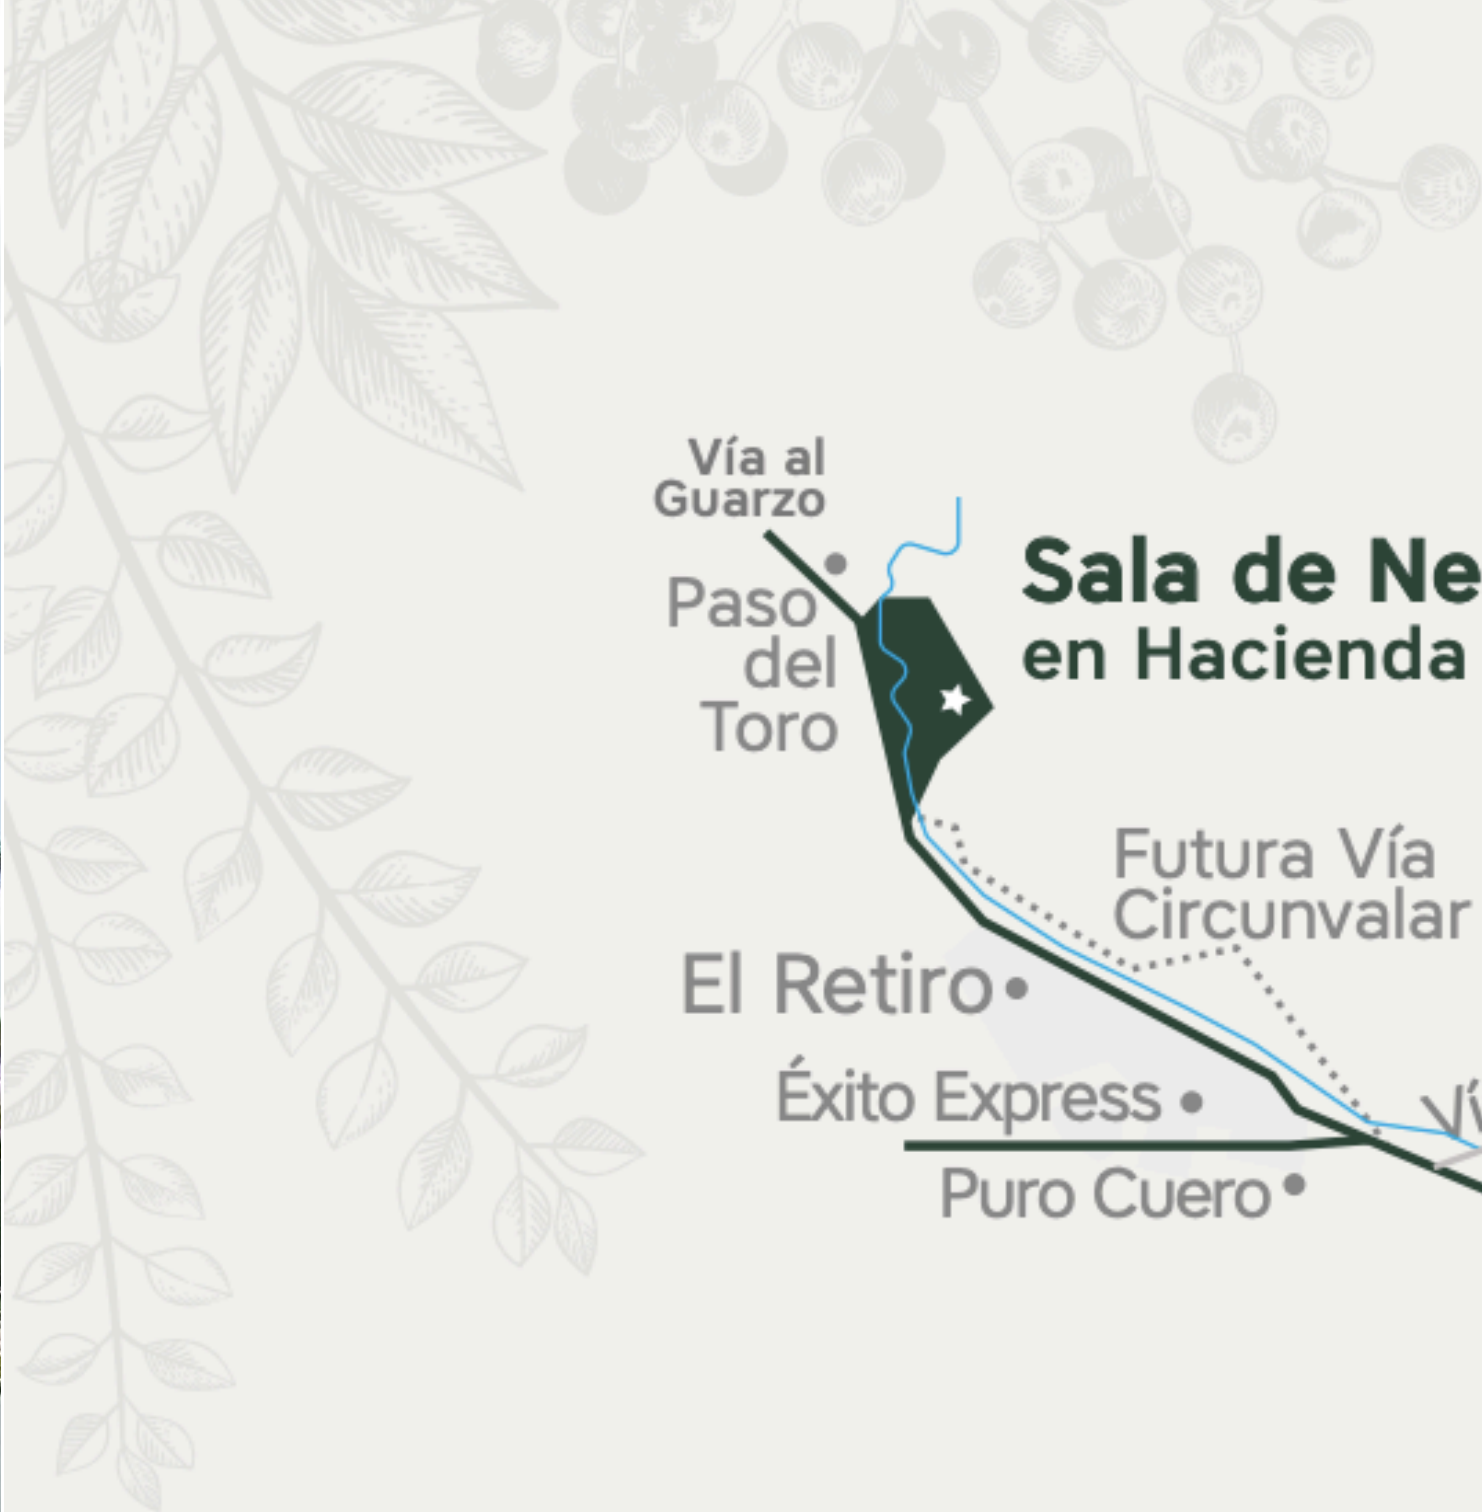 Vía al
Guarzo
Paso
del
Toro
Sala de Ne
en Hacienda
Futura Vía
Circunvalar
El Retiro
Éxito Express
Puro Cuero
Ví